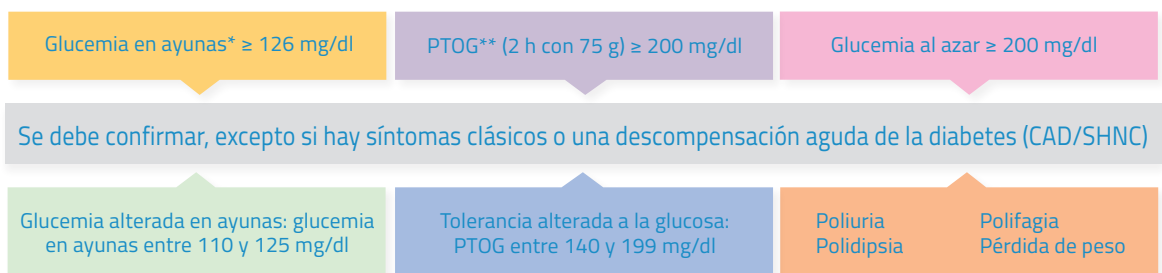 Glucemia en ayunas* ≥ 126 mg/dl
PTOG** (2 h con 75 g) ≥ 200 mg/dl
Glucemia al azar ≥ 200 mg/dl
Se debe confirmar, excepto si hay síntomas clásicos o una descompensación aguda de la diabetes (CAD/SHNC)
Glucemia alterada en ayunas: glucemia
en ayunas entre 110 y 125 mg/dl
Tolerancia alterada a la glucosa:
PTOG entre 140 y 199 mg/dl
Poliuria
Polidipsia
Polifagia
Pérdida de peso